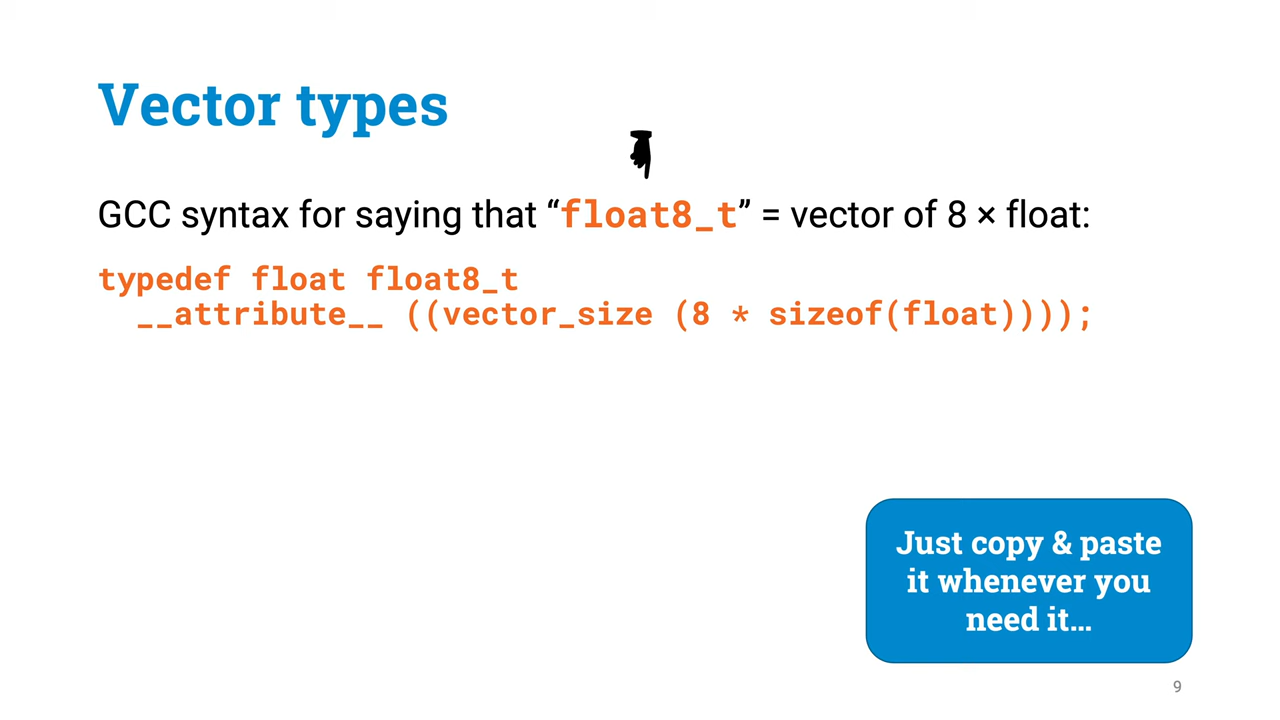 Vector types
GCC syntax for saying that “float8_t” = vector of 8 × float:
typedef float float8_t
__attribute__ ((vector_size (8 * sizeof(float))));
Just copy & paste
it whenever you
need it…
9